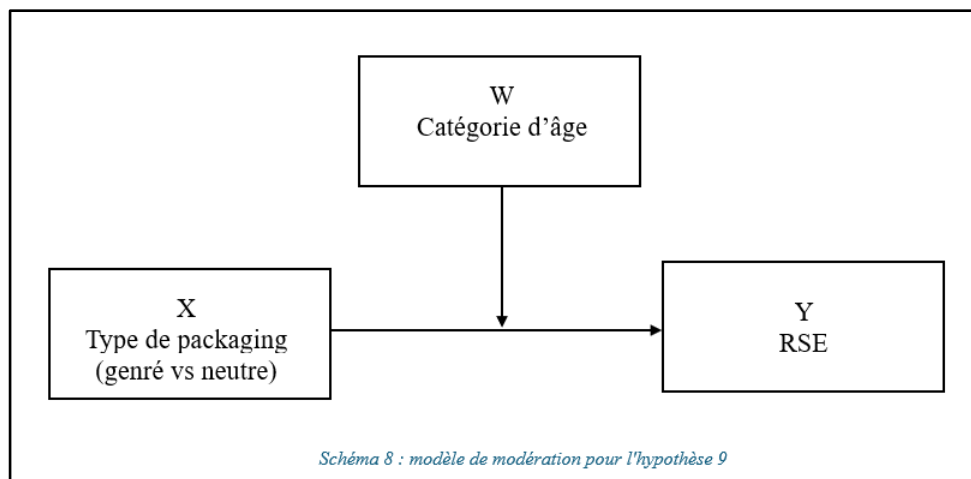 W
Catégorie d’âge
X
Type de packaging
(genré vs neutre)
Y
RSE
Schéma 8 : modèle de modération pour l'hypothèse 9